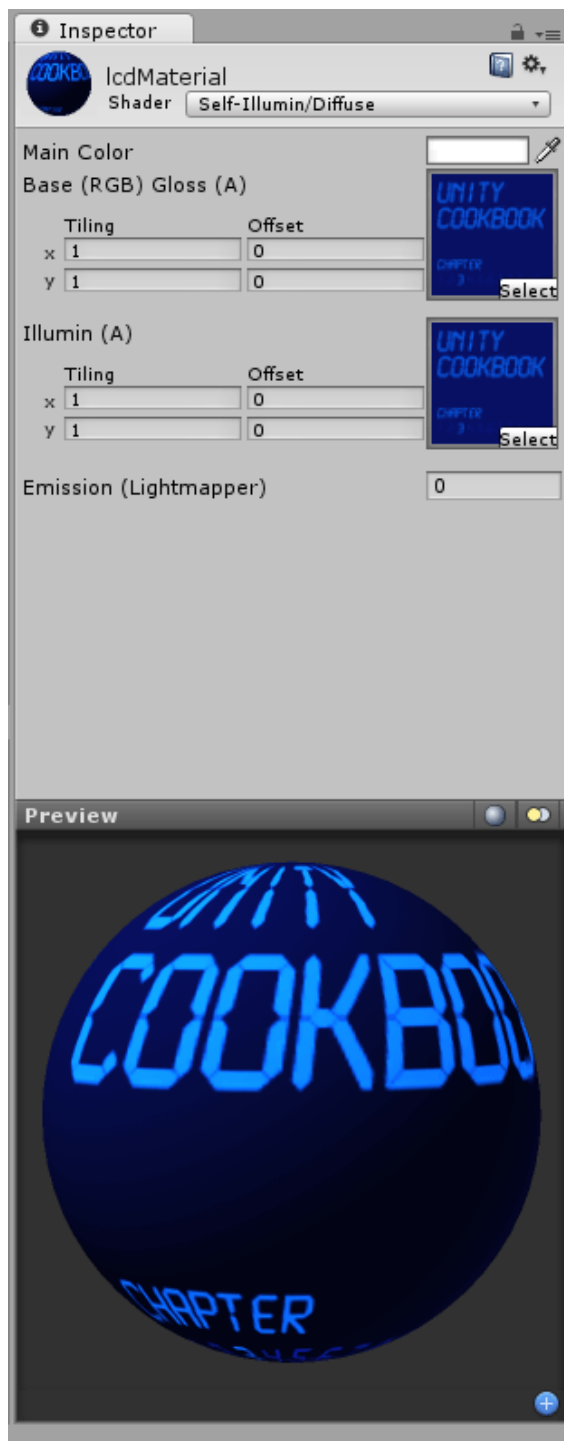 Inspector
lcdMaterial
Shader Self-Illumin/Diffuse
Main Color
Base (RGB) Gloss (A)
Tiling Offset
x 1 0
y 1 0
UNITY
COOKBOOK
CHAPTER
3
Select
Illumin (A)
Tiling Offset
x 1 0
y 1 0
UNITY
COOKBOOK
CHAPTER
3
Select
Emission (Lightmapper) 0
Preview
UNITY
COOKBOO
CHAPTER